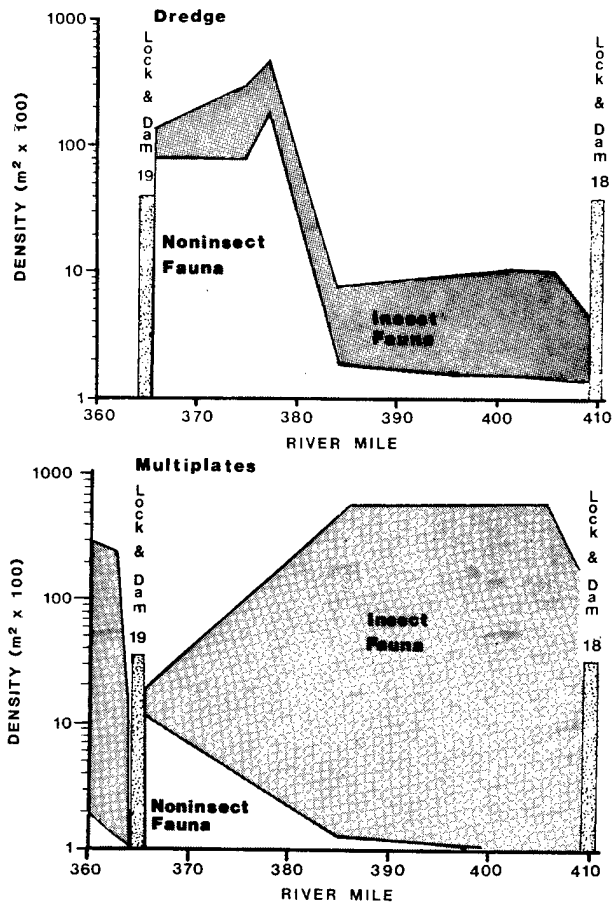 Dredge
1000
100
10
1
DENSITY (m² x 100)
Lock & Dam 19
Lock & Dam 18
Noninsect
Fauna
Insect
Fauna
360 370 380 390 400 410
RIVER MILE
Multiplates
1000
100
10
1
DENSITY (m² x 100)
Lock & Dam 19
Lock & Dam 18
Insect
Fauna
Noninsect
Fauna
360 370 380 390 400 410
RIVER MILE